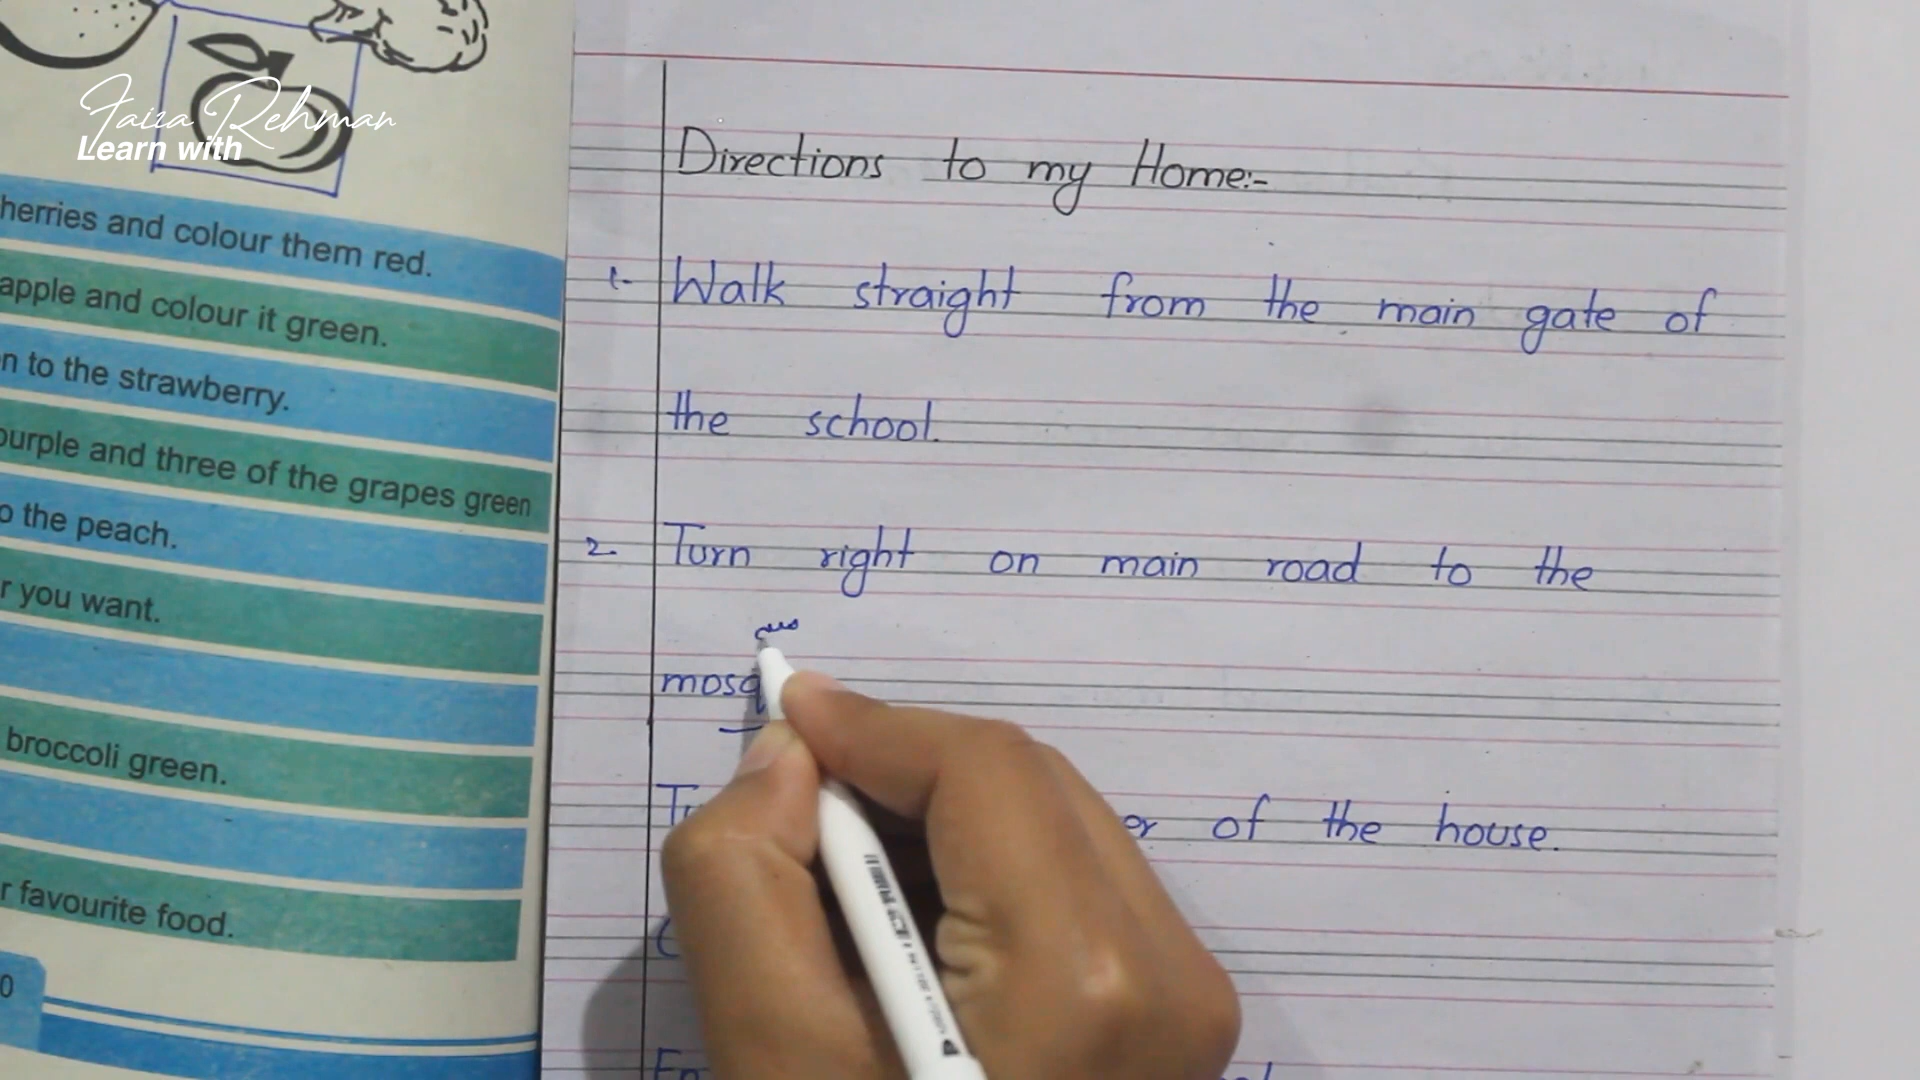 Faiza Rehman
Learn with
herries and colour them red.
apple and colour it green.
n to the strawberry.
purple and three of the grapes green
o the peach.
r you want.
broccoli green.
r favourite food.
0
Directions to my Home:-
1- Walk straight from the main gate of
the school.
2- Turn right on main road to the
mosq
Tu er of the house.